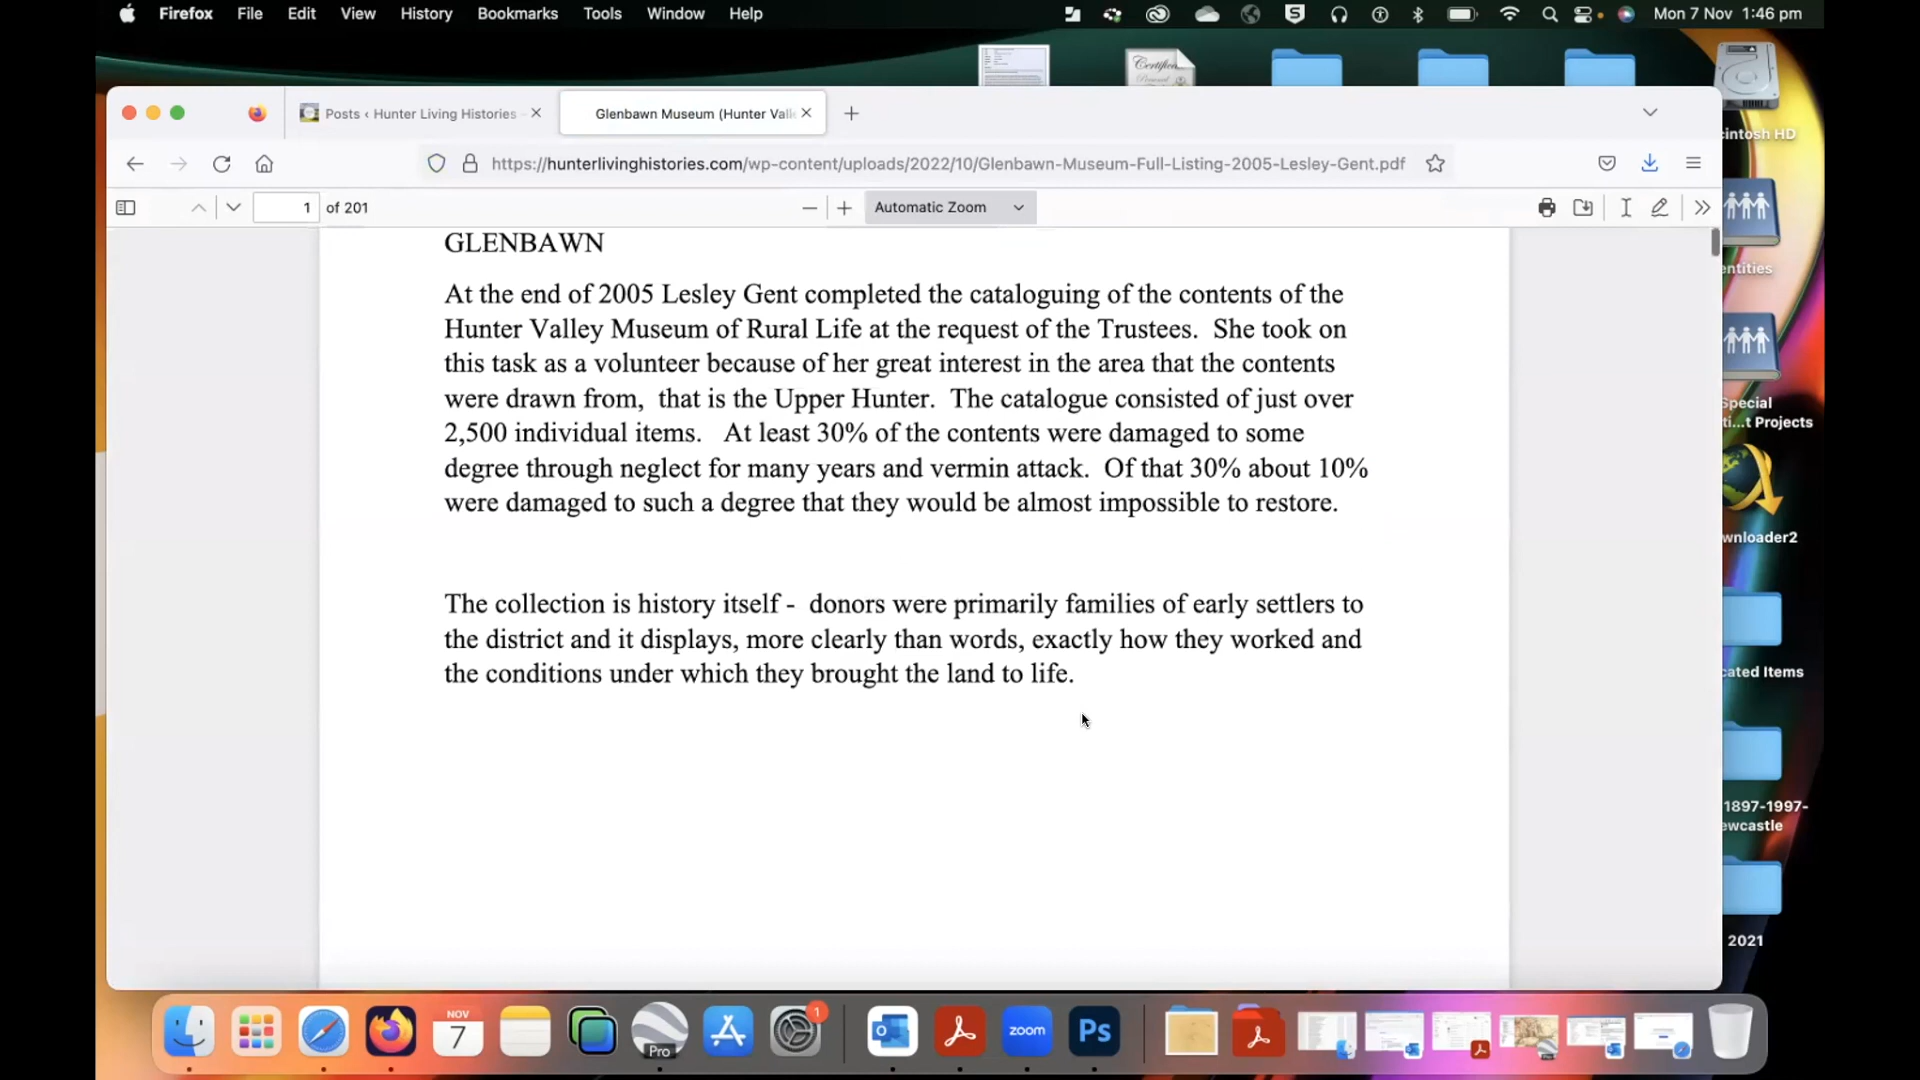 Firefox File Edit View History Bookmarks Tools Window Help Mon 7 Nov 1:46 pm
Certific
Personal
Posts ‹ Hunter Living Histories
Glenbawn Museum (Hunter Vall
https://hunterlivinghistories.com/wp-content/uploads/2022/10/Glenbawn-Museum-Full-Listing-2005-Lesley-Gent.pdf
1 of 201
Automatic Zoom
GLENBAWN
At the end of 2005 Lesley Gent completed the cataloguing of the contents of the
Hunter Valley Museum of Rural Life at the request of the Trustees. She took on
this task as a volunteer because of her great interest in the area that the contents
were drawn from, that is the Upper Hunter. The catalogue consisted of just over
2,500 individual items. At least 30% of the contents were damaged to some
degree through neglect for many years and vermin attack. Of that 30% about 10%
were damaged to such a degree that they would be almost impossible to restore.
The collection is history itself - donors were primarily families of early settlers to
the district and it displays, more clearly than words, exactly how they worked and
the conditions under which they brought the land to life.
cintosh HD
entities
Special
ti...t Projects
wnloader2
cated Items
1897-1997-
ewcastle
2021
NOV
7
Pro
1
zoom
Ps